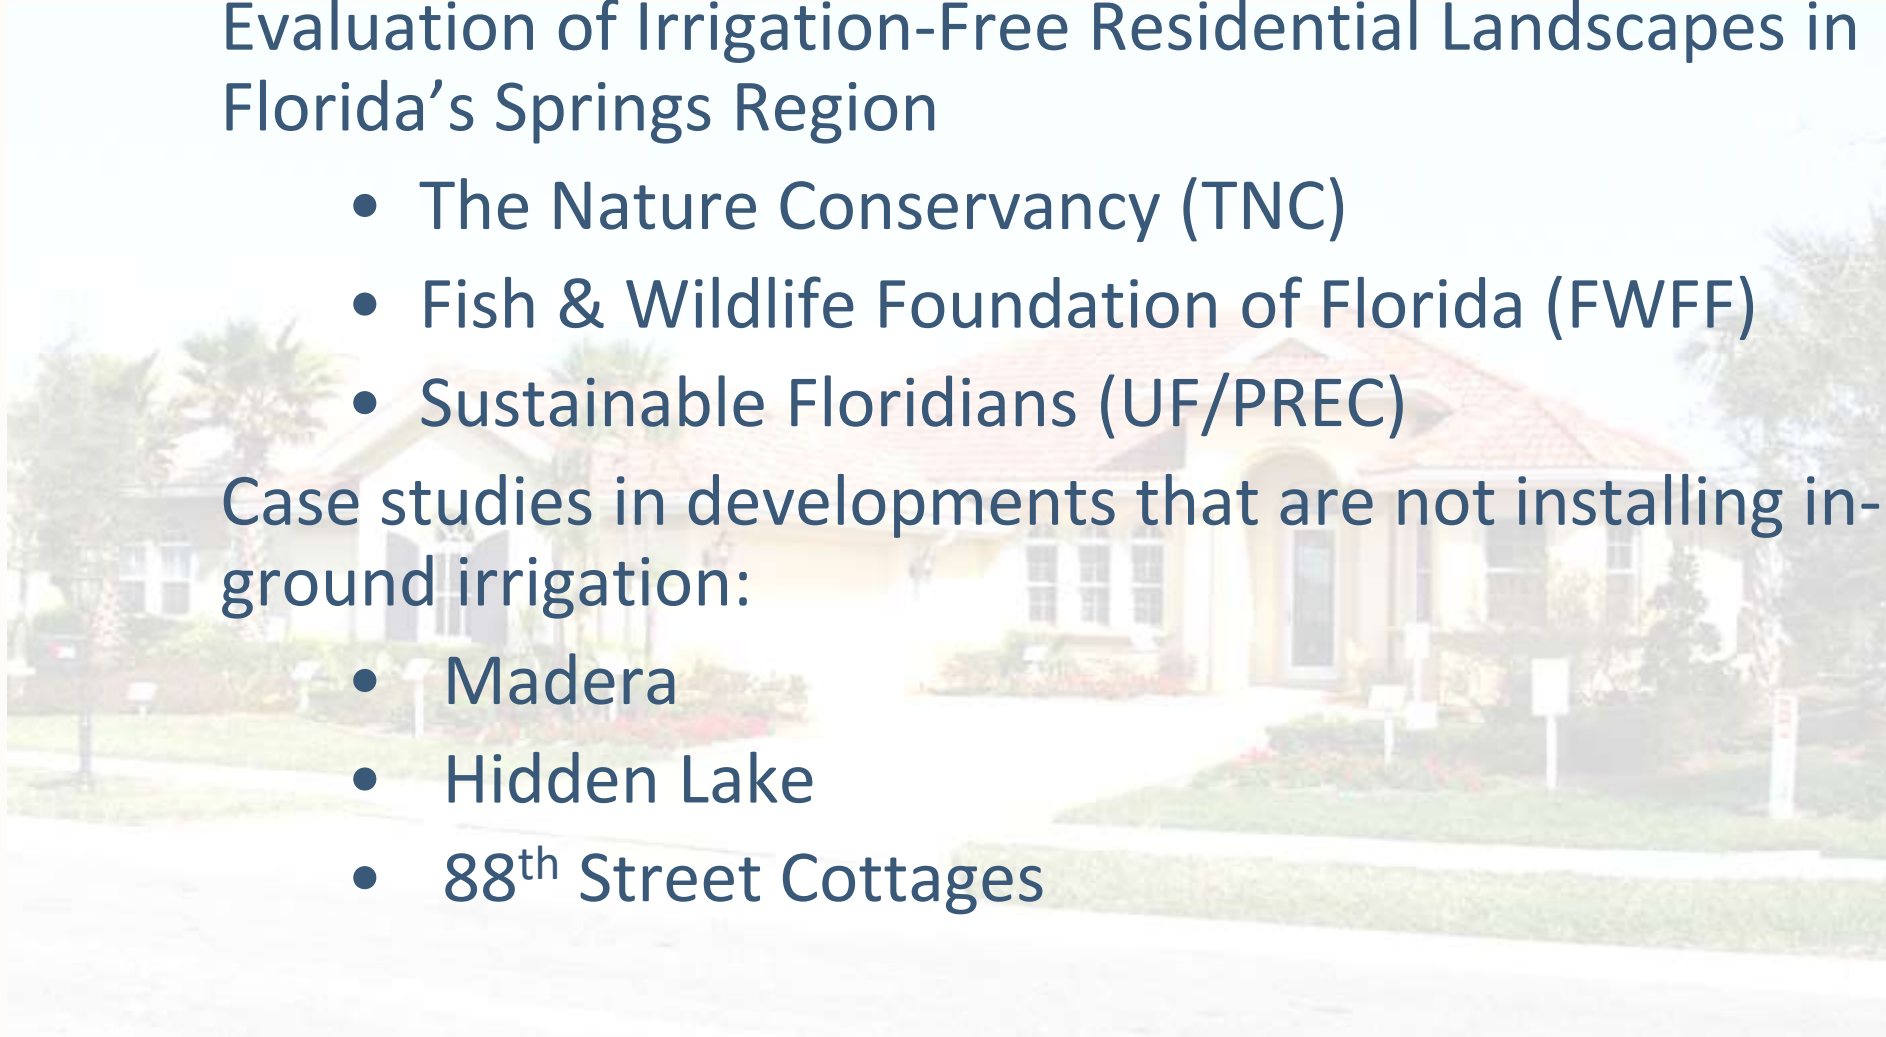 Evaluation of Irrigation-Free Residential Landscapes in
Florida’s Springs Region
• The Nature Conservancy (TNC)
• Fish & Wildlife Foundation of Florida (FWFF)
• Sustainable Floridians (UF/PREC)
Case studies in developments that are not installing in-
ground irrigation:
• Madera
• Hidden Lake
• 88th Street Cottages